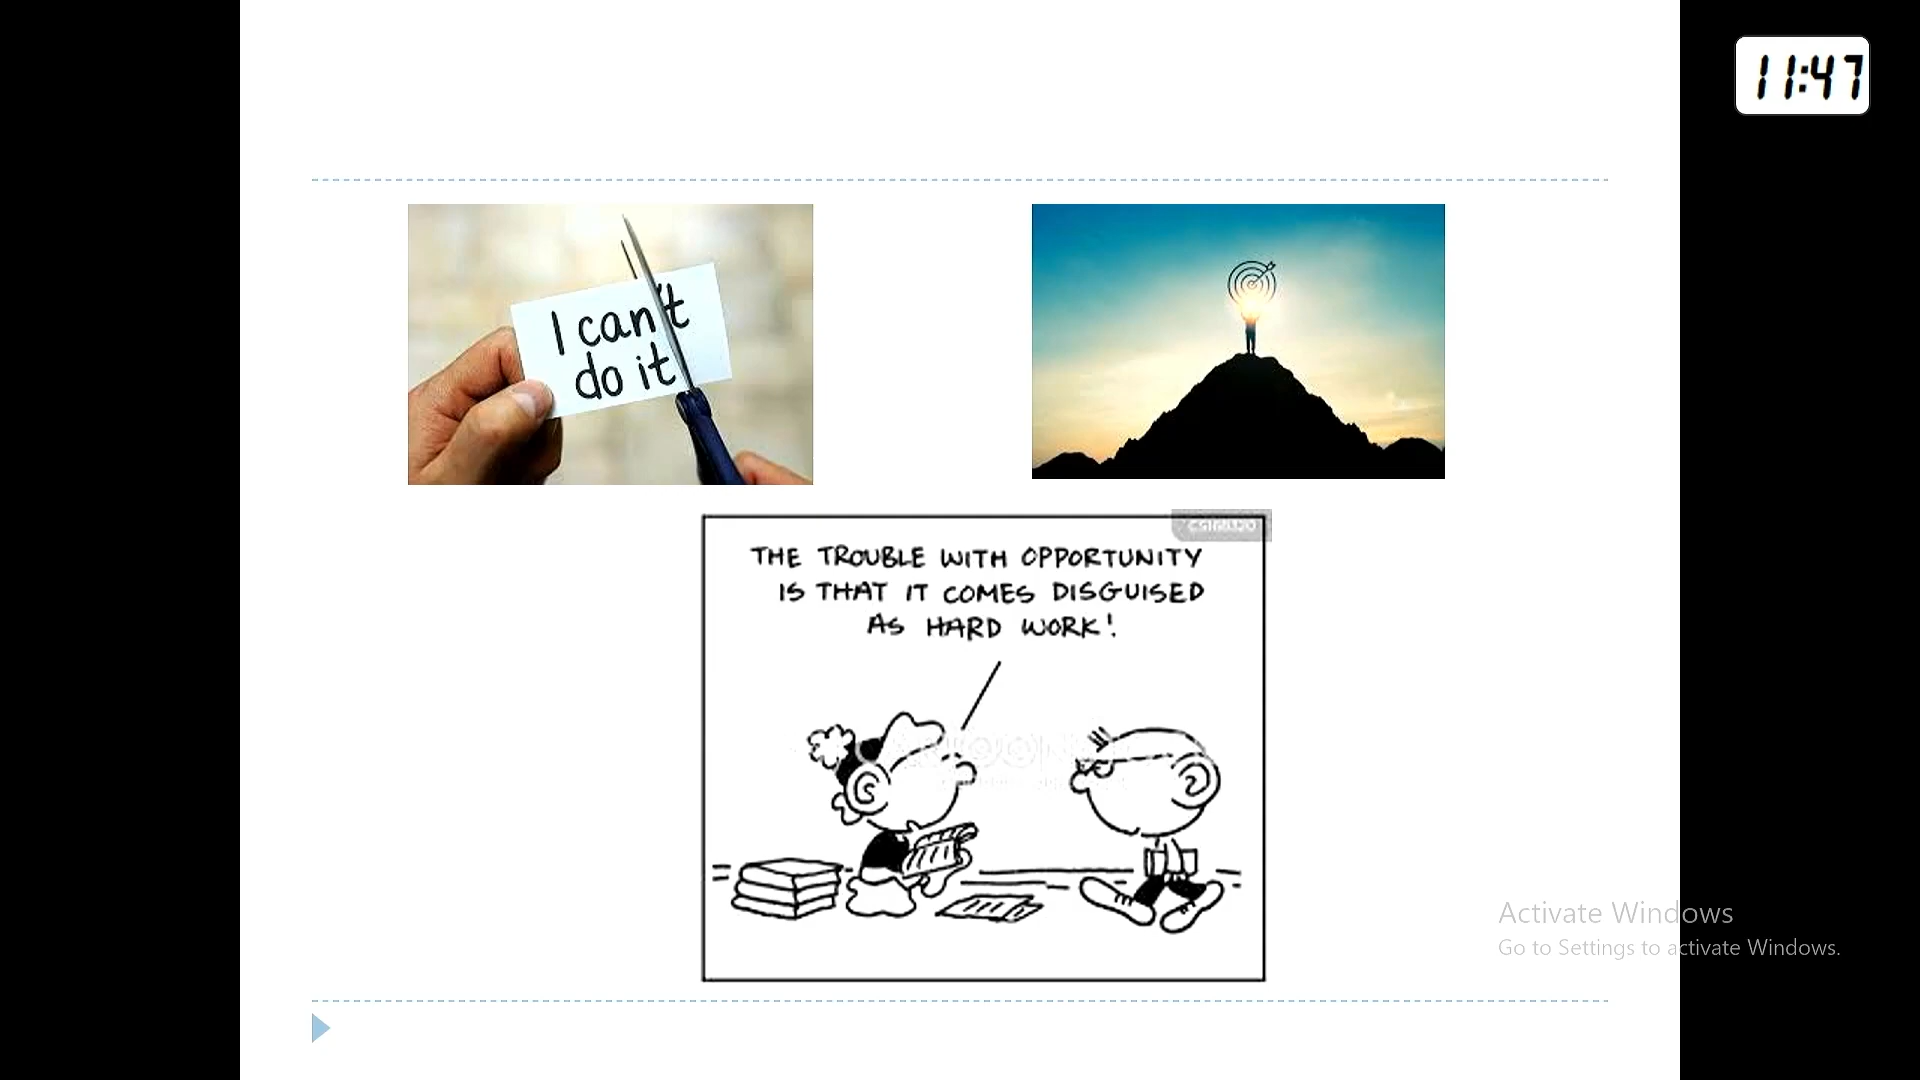 11:47
I can't
do it
THE TROUBLE WITH OPPORTUNITY
IS THAT IT COMES DISGUISED
AS HARD WORK!
Activate Windows
Go to Settings to activate Windows.